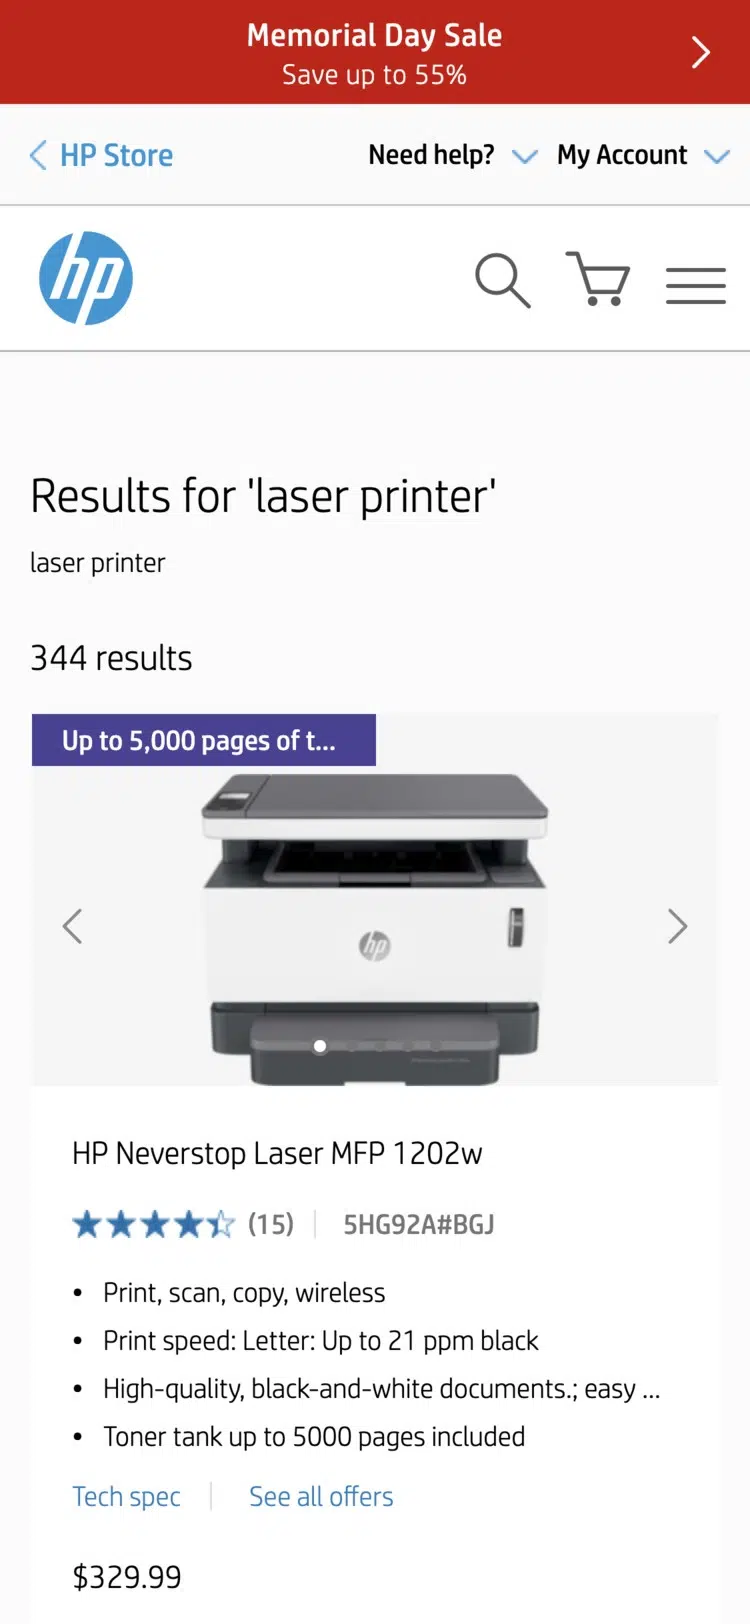 Memorial Day Sale
Save up to 55%
HP Store
Need help?
My Account
hp
Results for 'laser printer'
laser printer
344 results
Up to 5,000 pages of t...
hp
HP Neverstop Laser MFP 1202w
(15)
5HG92A#BGJ
• Print, scan, copy, wireless
• Print speed: Letter: Up to 21 ppm black
• High-quality, black-and-white documents.; easy ...
• Toner tank up to 5000 pages included
Tech spec
See all offers
$329.99